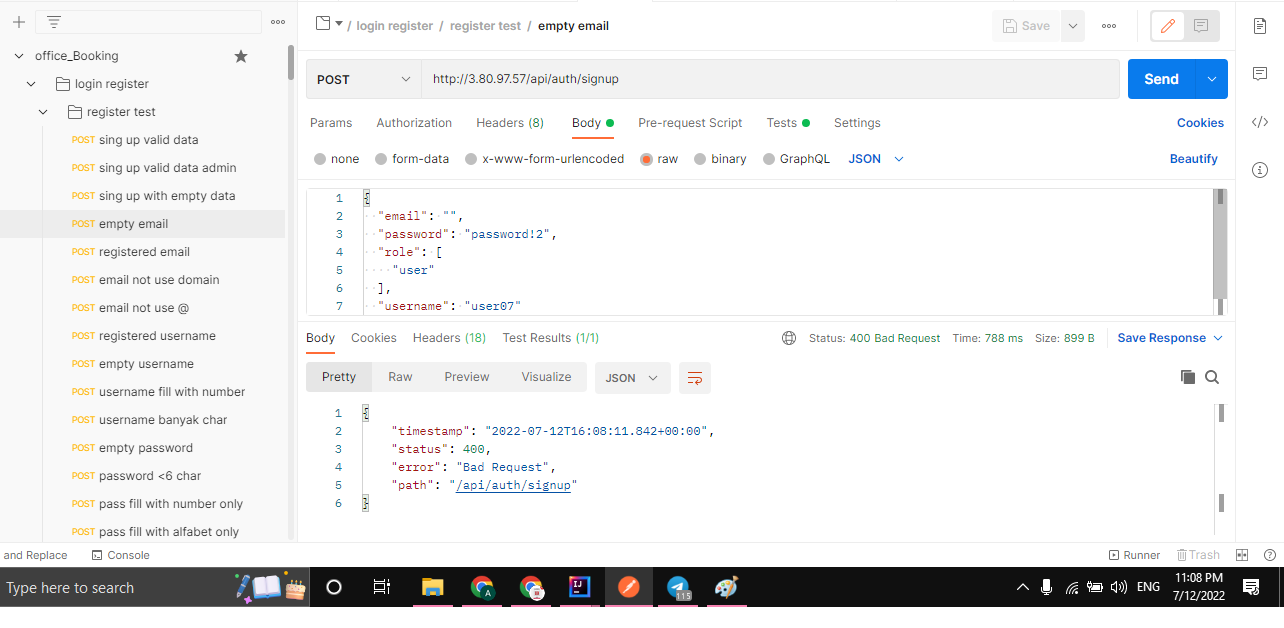 / login register / register test / empty email
Save
office_Booking
login register
register test
POST sing up valid data
POST sing up valid data admin
POST sing up with empty data
POST empty email
POST registered email
POST email not use domain
POST email not use @
POST registered username
POST empty username
POST username fill with number
POST username banyak char
POST empty password
POST password <6 char
POST pass fill with number only
POST pass fill with alfabet only
POST http://3.80.97.57/api/auth/signup Send
Params Authorization Headers (8) Body Pre-request Script Tests Settings Cookies
none form-data x-www-form-urlencoded raw binary GraphQL JSON Beautify
1 {
2 "email": "",
3 "password": "password!2",
4 "role": [
5 "user"
6 ],
7 "username": "user07"
Body Cookies Headers (18) Test Results (1/1) Status: 400 Bad Request Time: 788 ms Size: 899 B Save Response
Pretty Raw Preview Visualize JSON
1 {
2 "timestamp": "2022-07-12T16:08:11.842+00:00",
3 "status": 400,
4 "error": "Bad Request",
5 "path": "/api/auth/signup"
6 }
and Replace Console Runner Trash
Type here to search
A
IJ
115
ENG
11:08 PM
7/12/2022